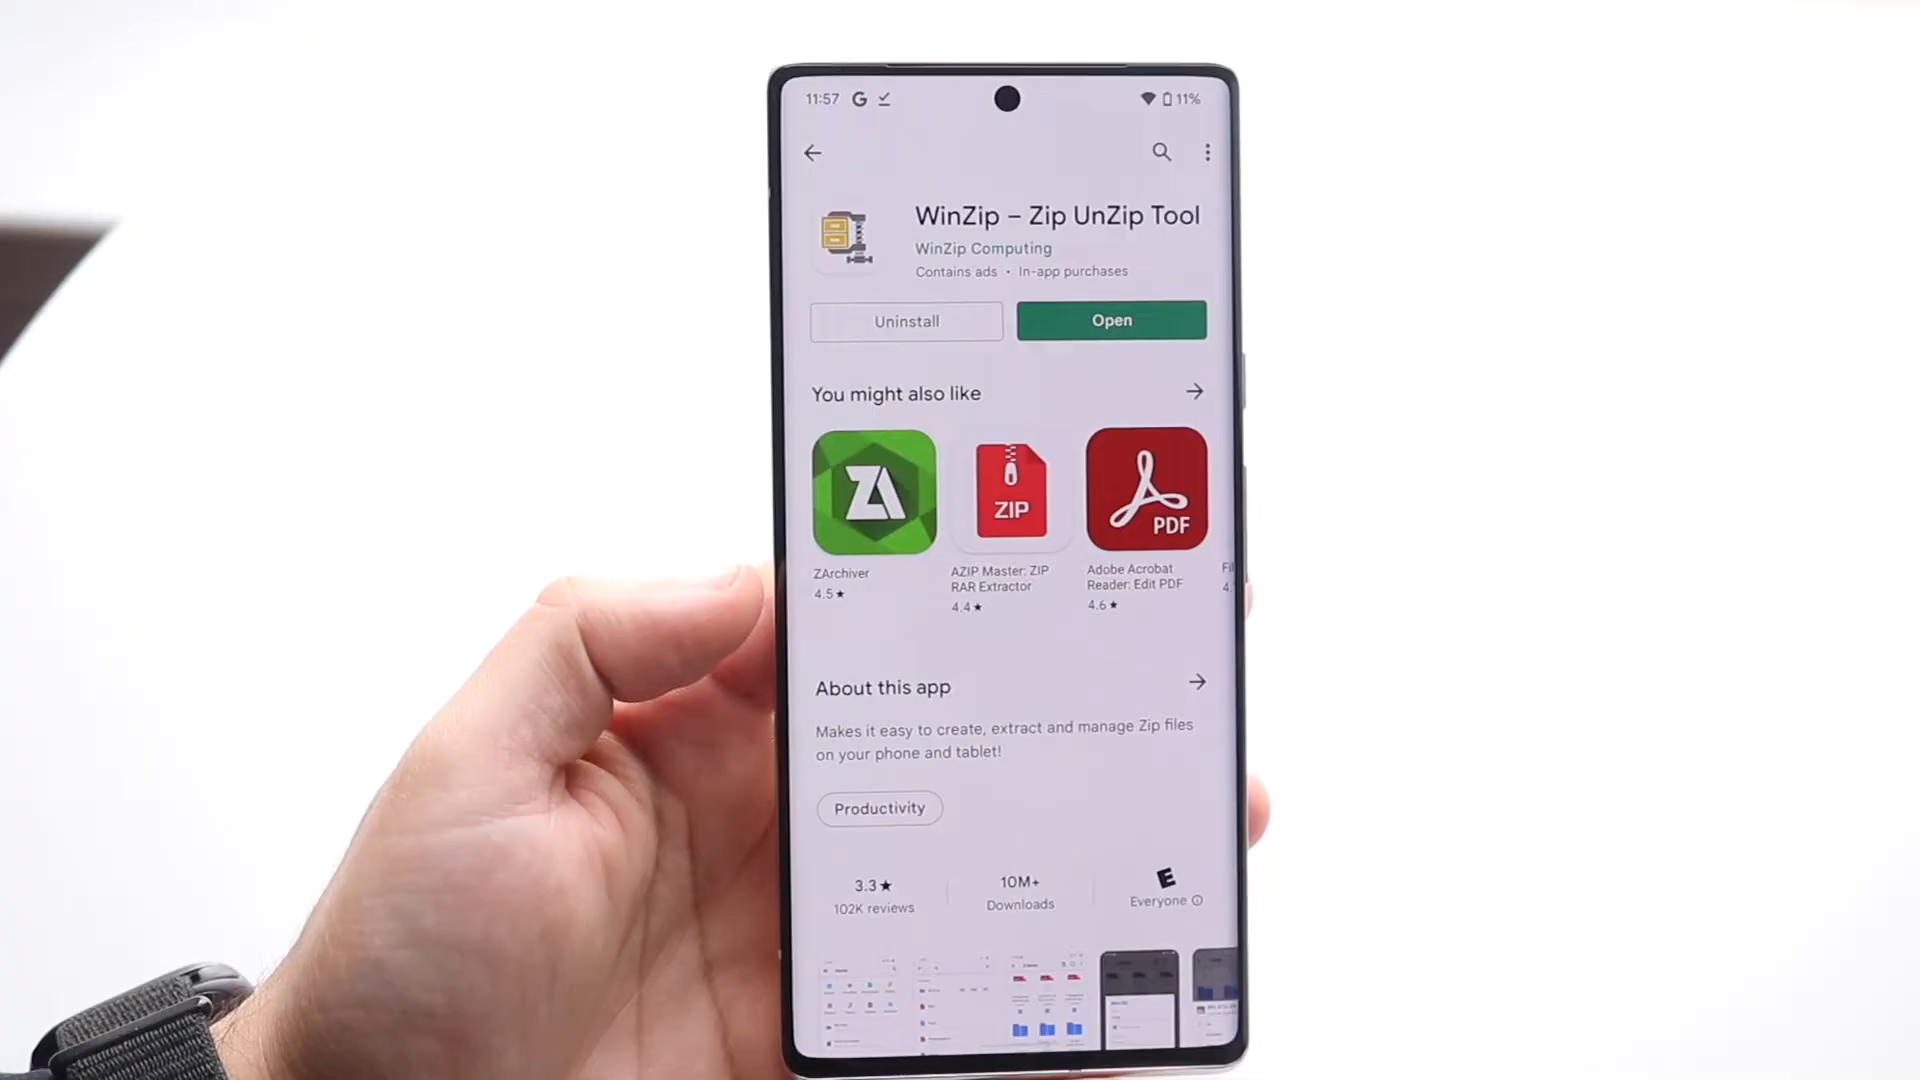 11:57
11%
WinZip – Zip UnZip Tool
WinZip Computing
Contains ads • In-app purchases
Uninstall
Open
You might also like
ZA
ZIP
PDF
ZArchiver
4.5★
AZIP Master: ZIP
RAR Extractor
4.4★
Adobe Acrobat
Reader: Edit PDF
4.6★
Fil
4.
About this app
Makes it easy to create, extract and manage Zip files
on your phone and tablet!
Productivity
3.3★
102K reviews
10M+
Downloads
E
Everyone